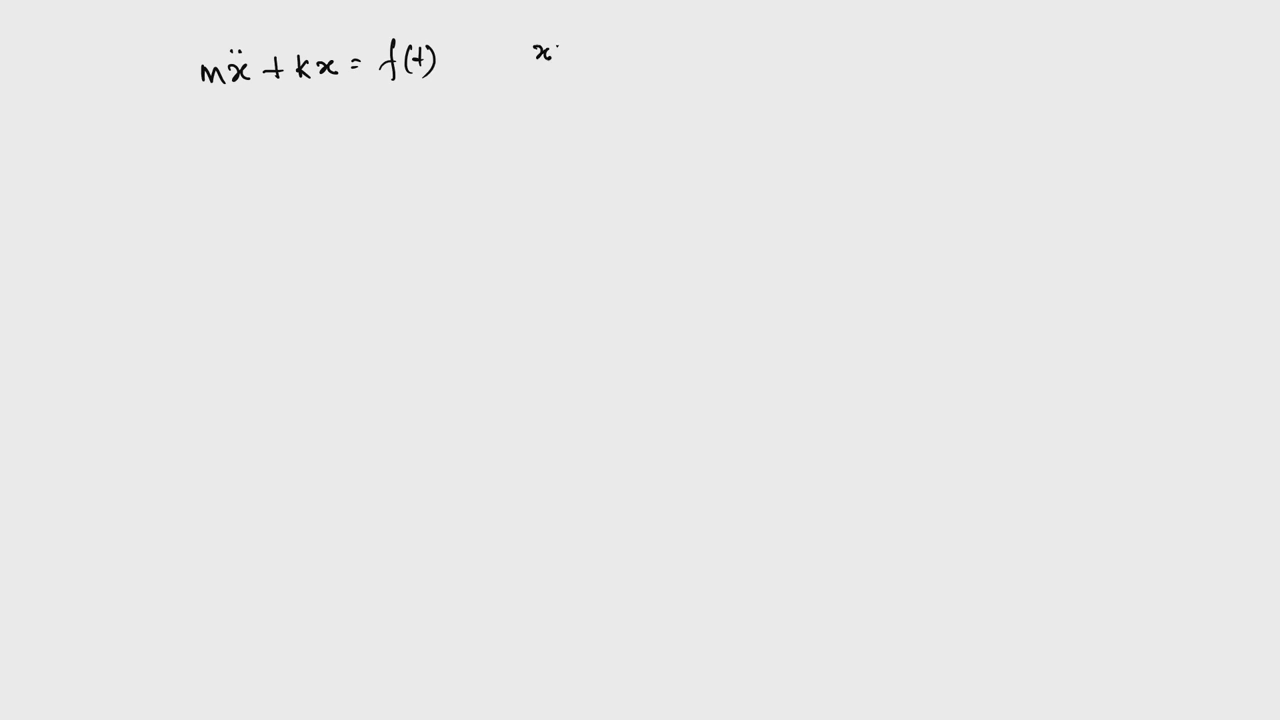 mẍ + kx = f(t) x